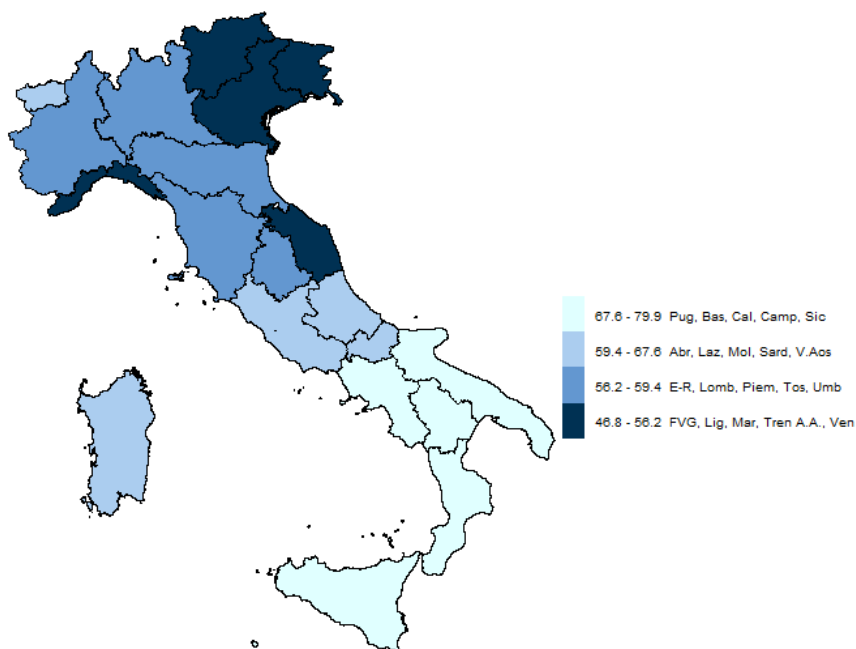 67.6 - 79.9 Pug, Bas, Cal, Camp, Sic
59.4 - 67.6 Abr, Laz, Mol, Sard, V.Aos
56.2 - 59.4 E-R, Lomb, Piem, Tos, Umb
46.8 - 56.2 FVG, Lig, Mar, Tren A.A., Ven